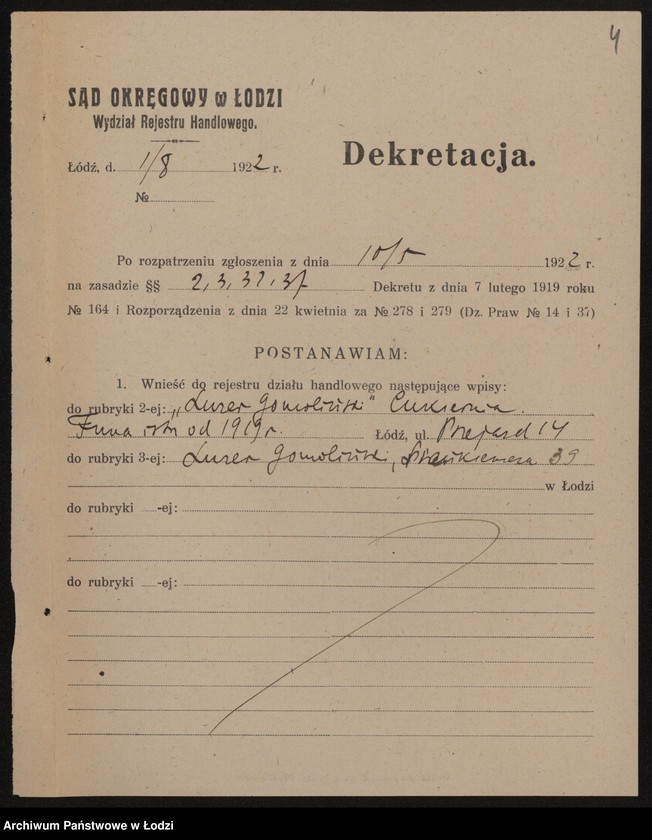 4
SĄD OKRĘGOWY w ŁODZI
Wydział Rejestru Handlowego.
Dekretacja.
Łódź, d. 1/8 1922 r.
№
Po rozpatrzeniu zgłoszenia z dnia 10/5 1922 r.
na zasadzie §§ 2, 3, 32, 37 Dekretu z dnia 7 lutego 1919 roku
№ 164 i Rozporządzenia z dnia 22 kwietnia za № 278 i 279 (Dz. Praw № 14 i 37)
POSTANAWIAM:
1. Wnieść do rejestru działu handlowego następujące wpisy:
do rubryki 2-ej: „Luzer Gomoliński" Cukiernia.
Firma istn od 1919 r. Łódź, ul. Przejazd 14
do rubryki 3-ej: Luzer Gomoliński, 39
w Łodzi
do rubryki -ej:
do rubryki -ej:
Archiwum Państwowe w Łodzi